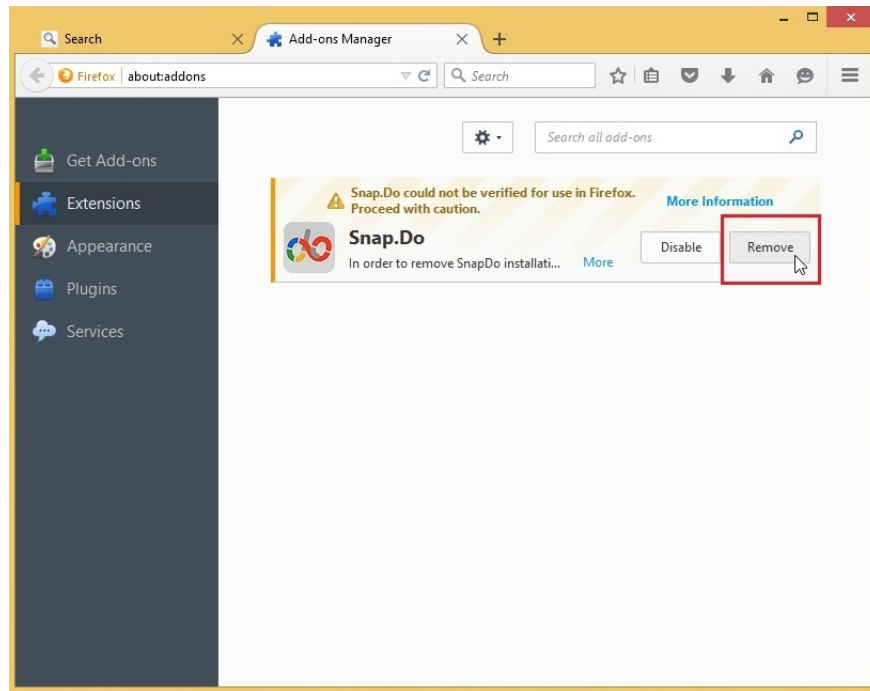 Search
Add-ons Manager
Firefox about:addons
Search
Search all add-ons
Get Add-ons
Extensions
Appearance
Plugins
Services
Snap.Do could not be verified for use in Firefox.
Proceed with caution.
More Information
Snap.Do
In order to remove SnapDo installati... More
Disable
Remove